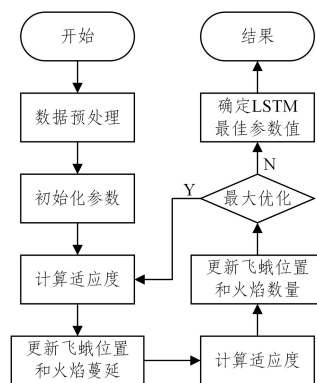 开始
数据预处理
初始化参数
计算适应度
更新飞蛾位置
和火焰蔓延
计算适应度
更新飞蛾位置
和火焰数量
最大优化
Y
N
确定LSTM
最佳参数值
结果